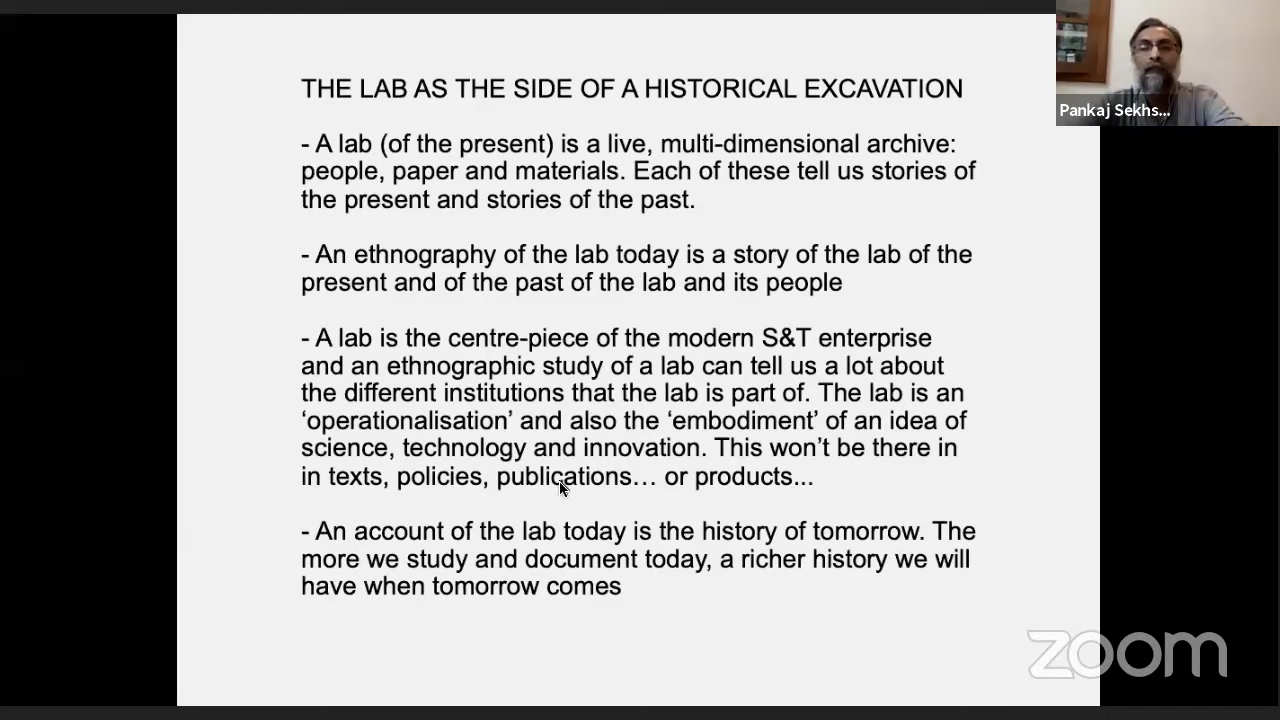 THE LAB AS THE SIDE OF A HISTORICAL EXCAVATION
- A lab (of the present) is a live, multi-dimensional archive:
people, paper and materials. Each of these tell us stories of
the present and stories of the past.
- An ethnography of the lab today is a story of the lab of the
present and of the past of the lab and its people
- A lab is the centre-piece of the modern S&T enterprise
and an ethnographic study of a lab can tell us a lot about
the different institutions that the lab is part of. The lab is an
‘operationalisation’ and also the ‘embodiment’ of an idea of
science, technology and innovation. This won’t be there in
in texts, policies, publications… or products...
- An account of the lab today is the history of tomorrow. The
more we study and document today, a richer history we will
have when tomorrow comes
Pankaj Sekhs...
zoom